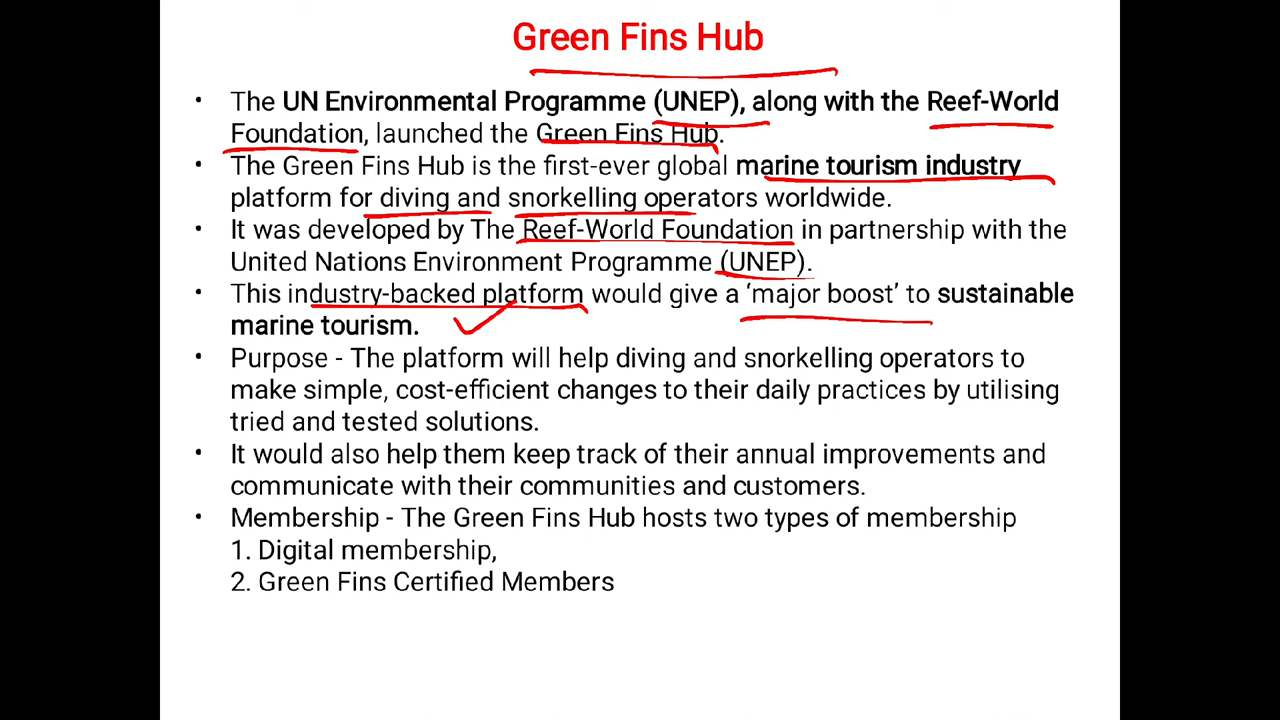 Green Fins Hub
• The UN Environmental Programme (UNEP), along with the Reef-World
Foundation, launched the Green Fins Hub.
• The Green Fins Hub is the first-ever global marine tourism industry
platform for diving and snorkelling operators worldwide.
• It was developed by The Reef-World Foundation in partnership with the
United Nations Environment Programme (UNEP).
• This industry-backed platform would give a ‘major boost’ to sustainable
marine tourism.
• Purpose - The platform will help diving and snorkelling operators to
make simple, cost-efficient changes to their daily practices by utilising
tried and tested solutions.
• It would also help them keep track of their annual improvements and
communicate with their communities and customers.
• Membership - The Green Fins Hub hosts two types of membership
1. Digital membership,
2. Green Fins Certified Members